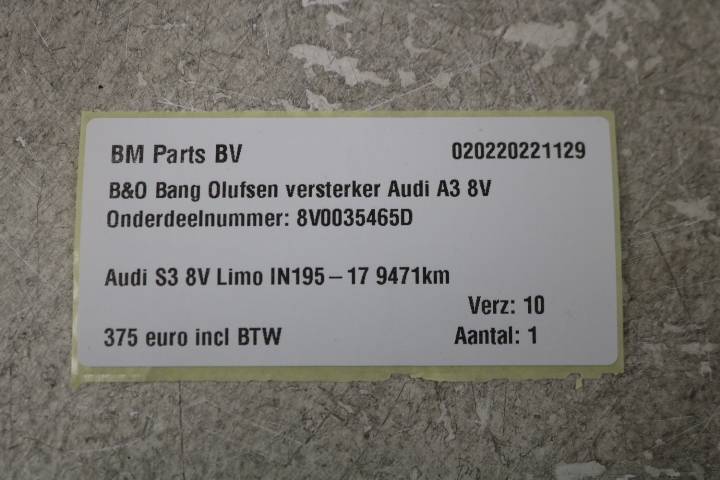 BM Parts BV 020220221129
B&O Bang Olufsen versterker Audi A3 8V
Onderdeelnummer: 8V0035465D
Audi S3 8V Limo IN195-17 9471km
Verz: 10
375 euro incl BTW Aantal: 1